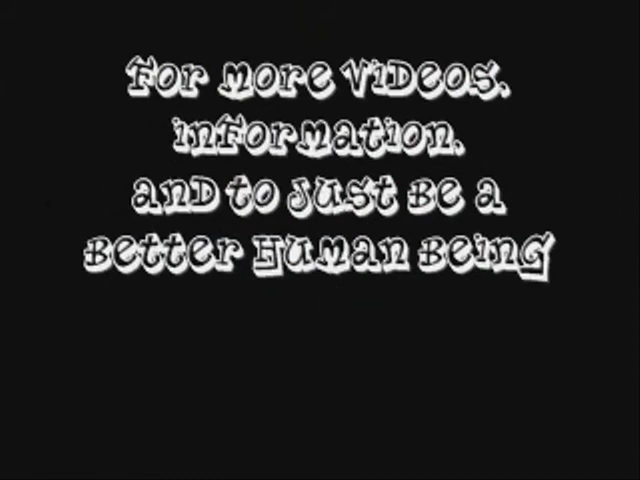 For more videos,
information,
and to just be a
better human being